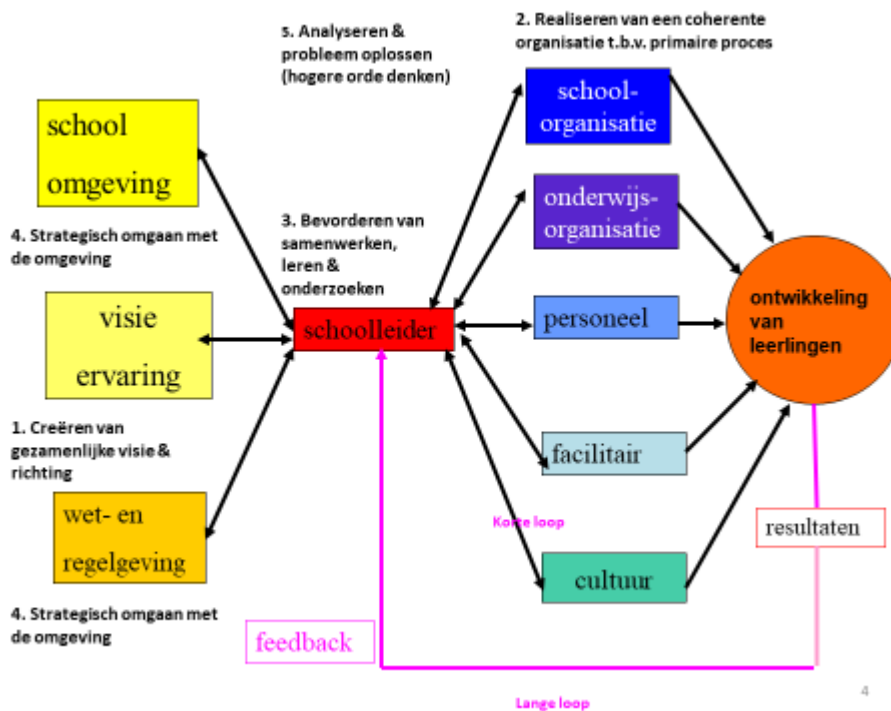 5. Analyseren &
probleem oplossen
(hogere orde denken)
2. Realiseren van een coherente
organisatie t.b.v. primaire proces
school
omgeving
school-
organisatie
4. Strategisch omgaan met
de omgeving
3. Bevorderen van
samenwerken,
leren &
onderzoeken
onderwijs-
organisatie
visie
ervaring
schoolleider
personeel
ontwikkeling
van
leerlingen
1. Creëren van
gezamenlijke visie &
richting
facilitair
wet- en
regelgeving
Korte loop
resultaten
cultuur
4. Strategisch omgaan met
de omgeving
feedback
Lange loop
4